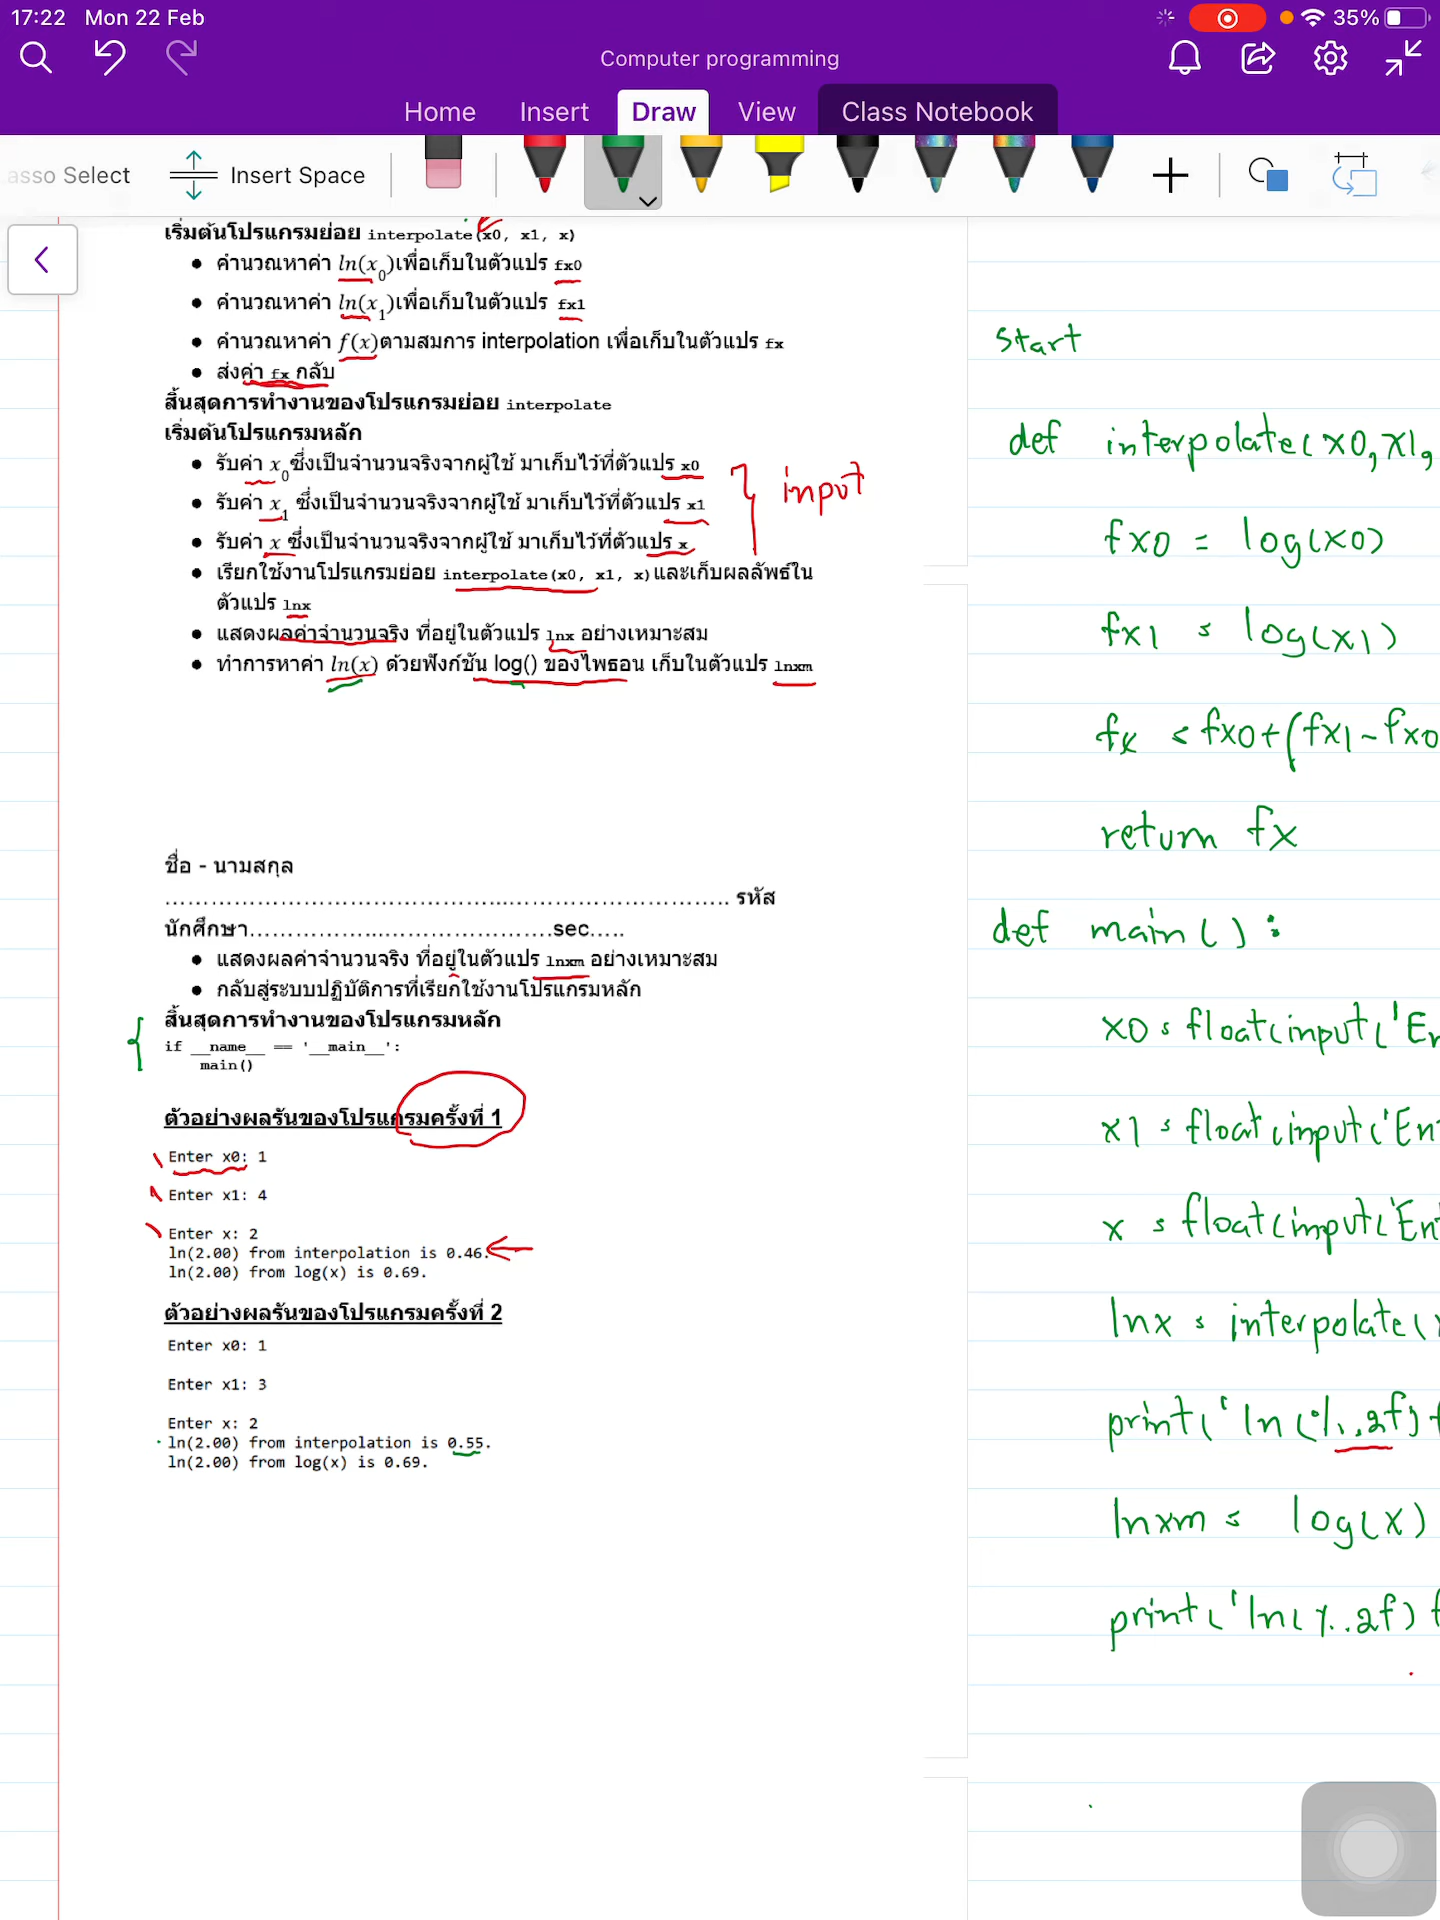 17:22 Mon 22 Feb
35%
Computer programming
Home Insert Draw View Class Notebook
asso Select Insert Space
เริ่มต้นโปรแกรมย่อย interpolate(x0, x1, x)
● คำนวณหาค่า ln(x0)เพื่อเก็บในตัวแปร fx0
● คำนวณหาค่า ln(x1)เพื่อเก็บในตัวแปร fx1
● คำนวณหาค่า f(x)ตามสมการ interpolation เพื่อเก็บในตัวแปร fx
● ส่งค่า fx กลับ
สิ้นสุดการทำงานของโปรแกรมย่อย interpolate
เริ่มต้นโปรแกรมหลัก
● รับค่า x0ซึ่งเป็นจำนวนจริงจากผู้ใช้ มาเก็บไว้ที่ตัวแปร x0
● รับค่า x1 ซึ่งเป็นจำนวนจริงจากผู้ใช้ มาเก็บไว้ที่ตัวแปร x1
● รับค่า x ซึ่งเป็นจำนวนจริงจากผู้ใช้ มาเก็บไว้ที่ตัวแปร x
} input
● เรียกใช้งานโปรแกรมย่อย interpolate(x0, x1, x)และเก็บผลลัพธ์ใน
ตัวแปร lnx
● แสดงผลค่าจำนวนจริง ที่อยู่ในตัวแปร lnx อย่างเหมาะสม
● ทำการหาค่า ln(x) ด้วยฟังก์ชัน log() ของไพธอน เก็บในตัวแปร lnxm
ชื่อ - นามสกุล
……………………………………...……………………….. รหัส
นักศึกษา……………...………………….sec…..
● แสดงผลค่าจำนวนจริง ที่อยู่ในตัวแปร lnxm อย่างเหมาะสม
● กลับสู่ระบบปฏิบัติการที่เรียกใช้งานโปรแกรมหลัก
สิ้นสุดการทำงานของโปรแกรมหลัก
if __name__ == '__main__':
main()
ตัวอย่างผลรันของโปรแกรมครั้งที่ 1
Enter x0: 1
Enter x1: 4
Enter x: 2
ln(2.00) from interpolation is 0.46.
ln(2.00) from log(x) is 0.69.
ตัวอย่างผลรันของโปรแกรมครั้งที่ 2
Enter x0: 1
Enter x1: 3
Enter x: 2
ln(2.00) from interpolation is 0.55.
ln(2.00) from log(x) is 0.69.
Start
def interpolate(x0, x1,
fx0 = log(x0)
fx1 = log(x1)
fx = fx0+(fx1-fx0
return fx
def main() :
x0 = float(input('En
x1 = float(input('En
x = float(input('En
lnx = interpolate(x
print('ln(%.2f) f
lnxm = log(x)
print('ln(%.2f) f